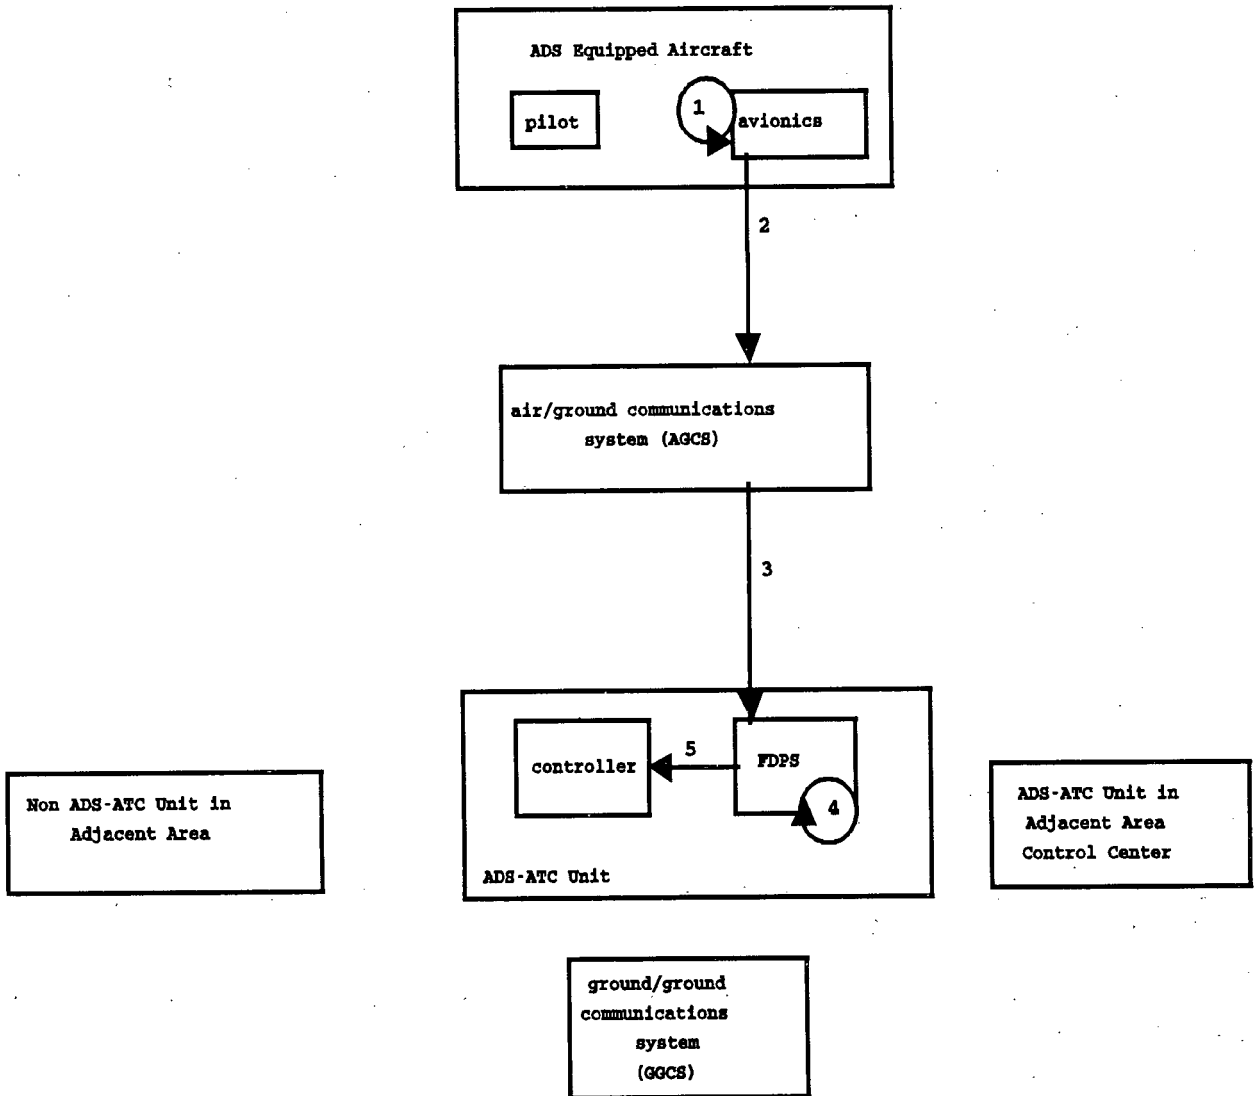 ADS Equipped Aircraft
pilot
1
avionics
2
air/ground communications
system (AGCS)
3
controller
5
FDPS
4
ADS-ATC Unit
Non ADS-ATC Unit in
Adjacent Area
ADS-ATC Unit in
Adjacent Area
Control Center
ground/ground
communications
system
(GGCS)